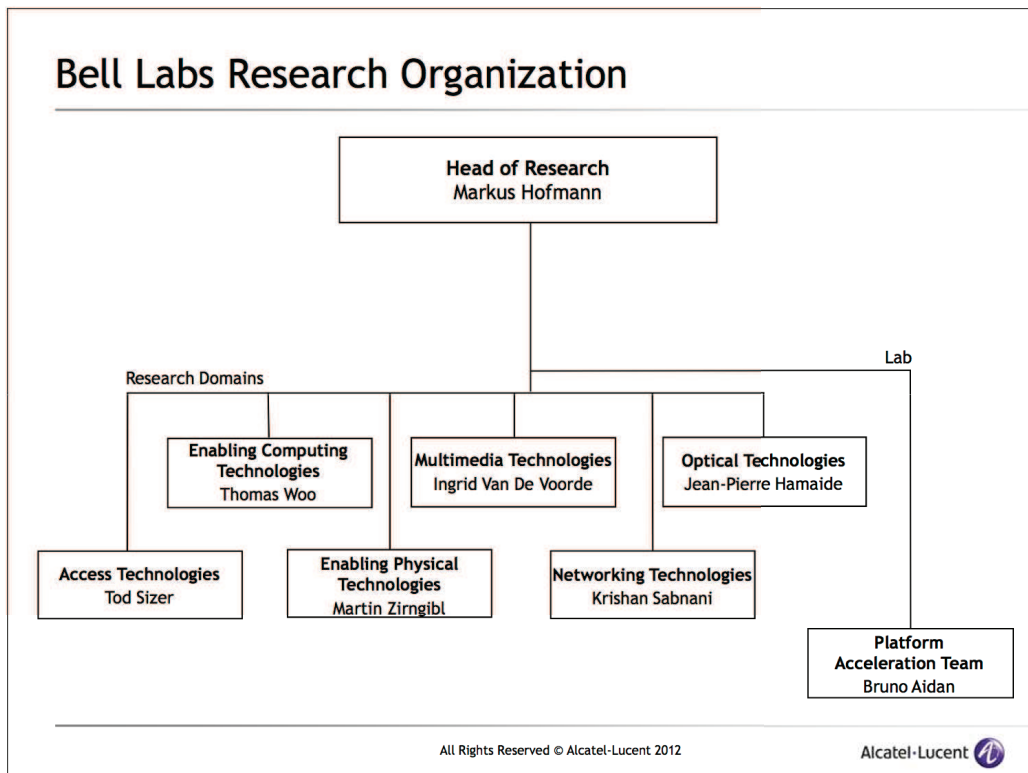 Bell Labs Research Organization
Head of Research
Markus Hofmann
Lab
Research Domains
Enabling Computing
Technologies
Thomas Woo
Multimedia Technologies
Ingrid Van De Voorde
Optical Technologies
Jean-Pierre Hamaide
Access Technologies
Tod Sizer
Enabling Physical
Technologies
Martin Zirngibl
Networking Technologies
Krishan Sabnani
Platform
Acceleration Team
Bruno Aidan
All Rights Reserved © Alcatel-Lucent 2012
Alcatel·Lucent